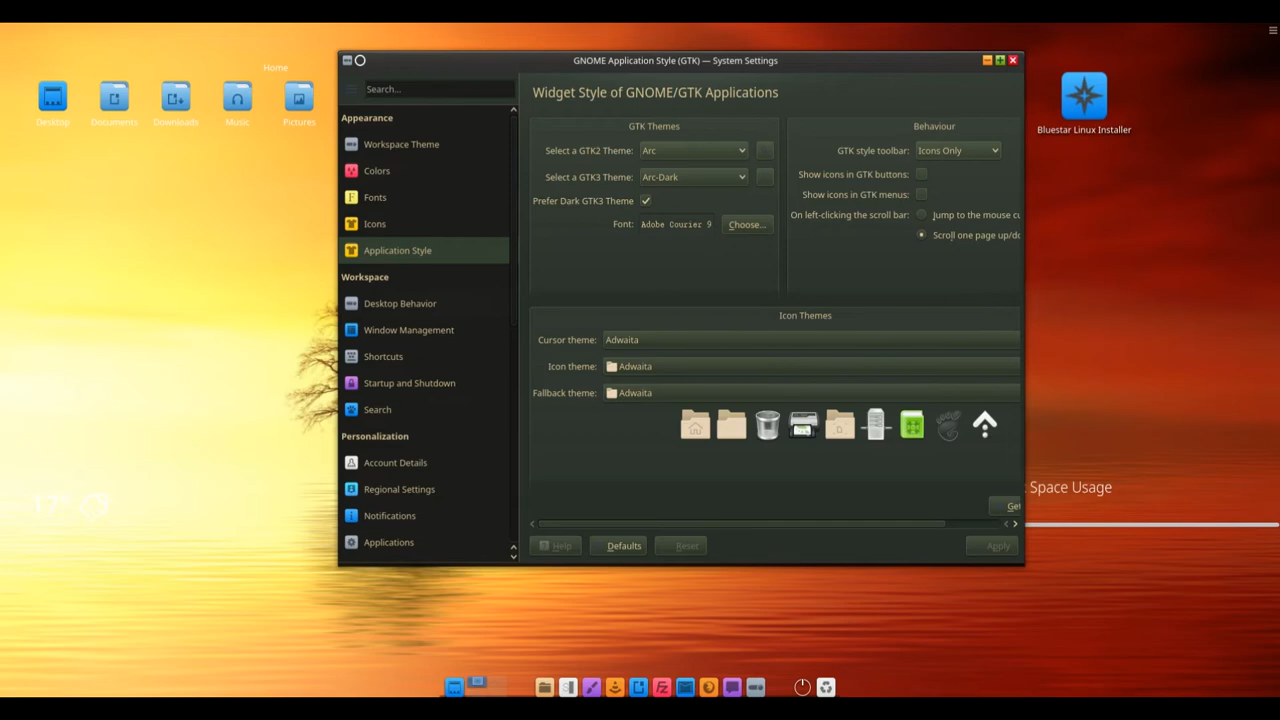 GNOME Application Style (GTK) — System Settings
Home
Desktop
Documents
Downloads
Music
Pictures
Bluestar Linux Installer
Search...
Appearance
Workspace Theme
Colors
Fonts
Icons
Application Style
Workspace
Desktop Behavior
Window Management
Shortcuts
Startup and Shutdown
Search
Personalization
Account Details
Regional Settings
Notifications
Applications
Widget Style of GNOME/GTK Applications
GTK Themes
Select a GTK2 Theme: Arc
Select a GTK3 Theme: Arc-Dark
Prefer Dark GTK3 Theme
Font: Adobe Courier 9 Choose...
Behaviour
GTK style toolbar: Icons Only
Show icons in GTK buttons:
Show icons in GTK menus:
On left-clicking the scroll bar: Jump to the mouse cu
Scroll one page up/do
Icon Themes
Cursor theme: Adwaita
Icon theme: Adwaita
Fallback theme: Adwaita
Get
Help Defaults Reset Apply
17°
Space Usage